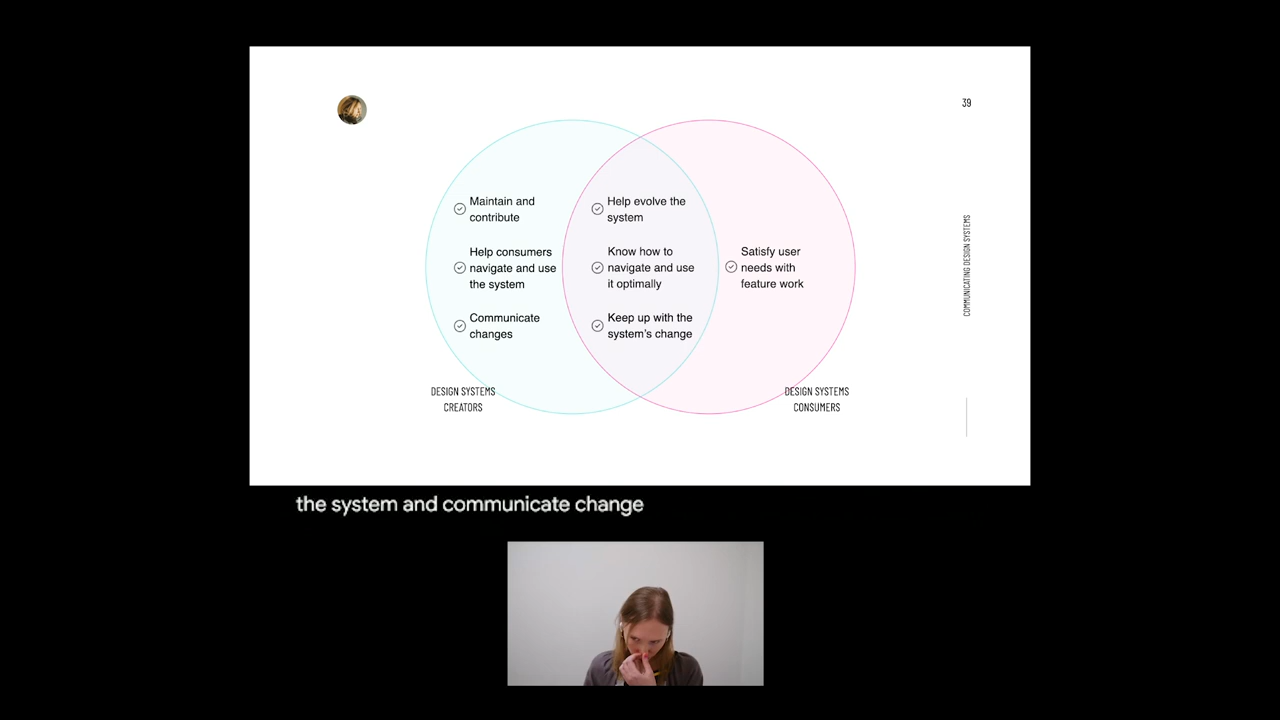 39
Maintain and
contribute
Help consumers
navigate and use
the system
Communicate
changes
Help evolve the
system
Know how to
navigate and use
it optimally
Keep up with the
system's change
Satisfy user
needs with
feature work
DESIGN SYSTEMS
CREATORS
DESIGN SYSTEMS
CONSUMERS
COMMUNICATING DESIGN SYSTEMS
the system and communicate change